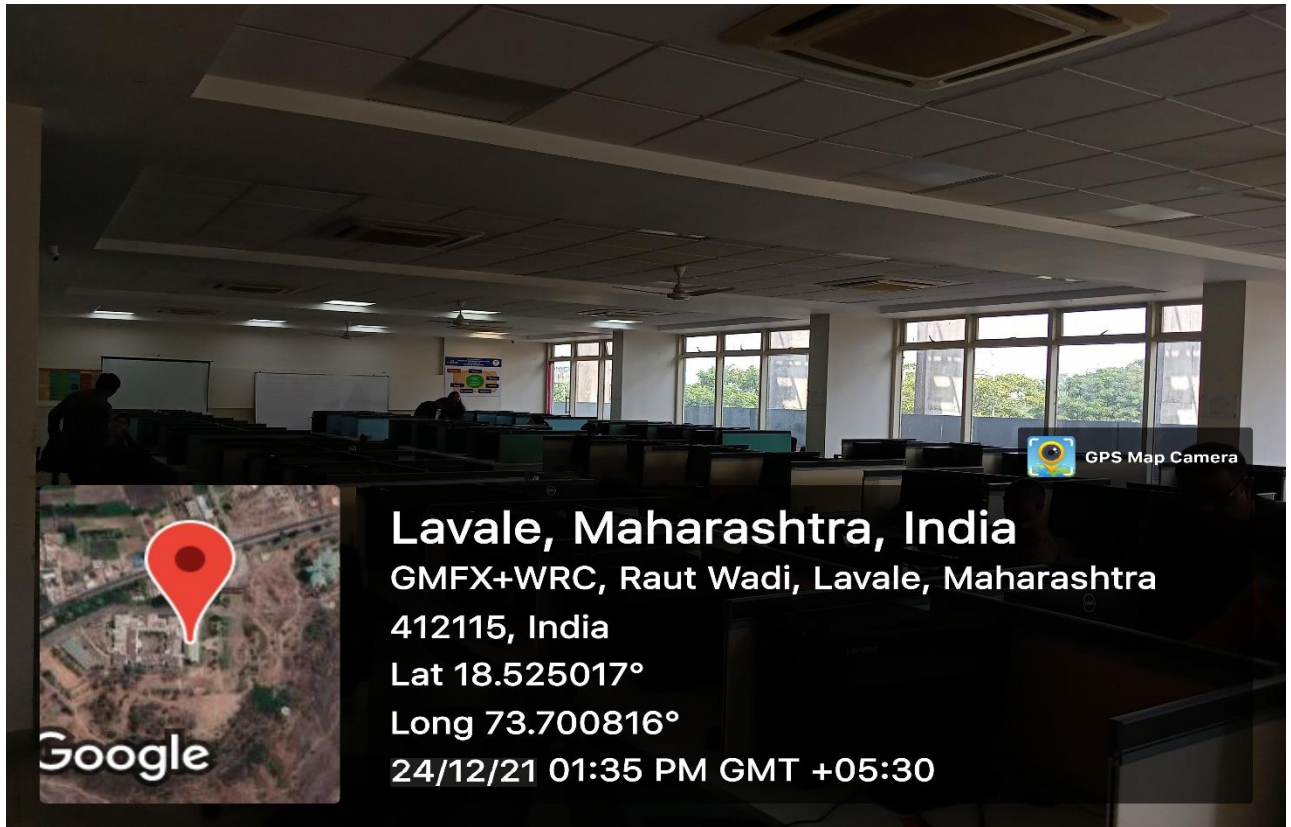 GPS Map Camera
Lavale, Maharashtra, India
GMFX+WRC, Raut Wadi, Lavale, Maharashtra
412115, India
Lat 18.525017°
Long 73.700816°
24/12/21 01:35 PM GMT +05:30
Google